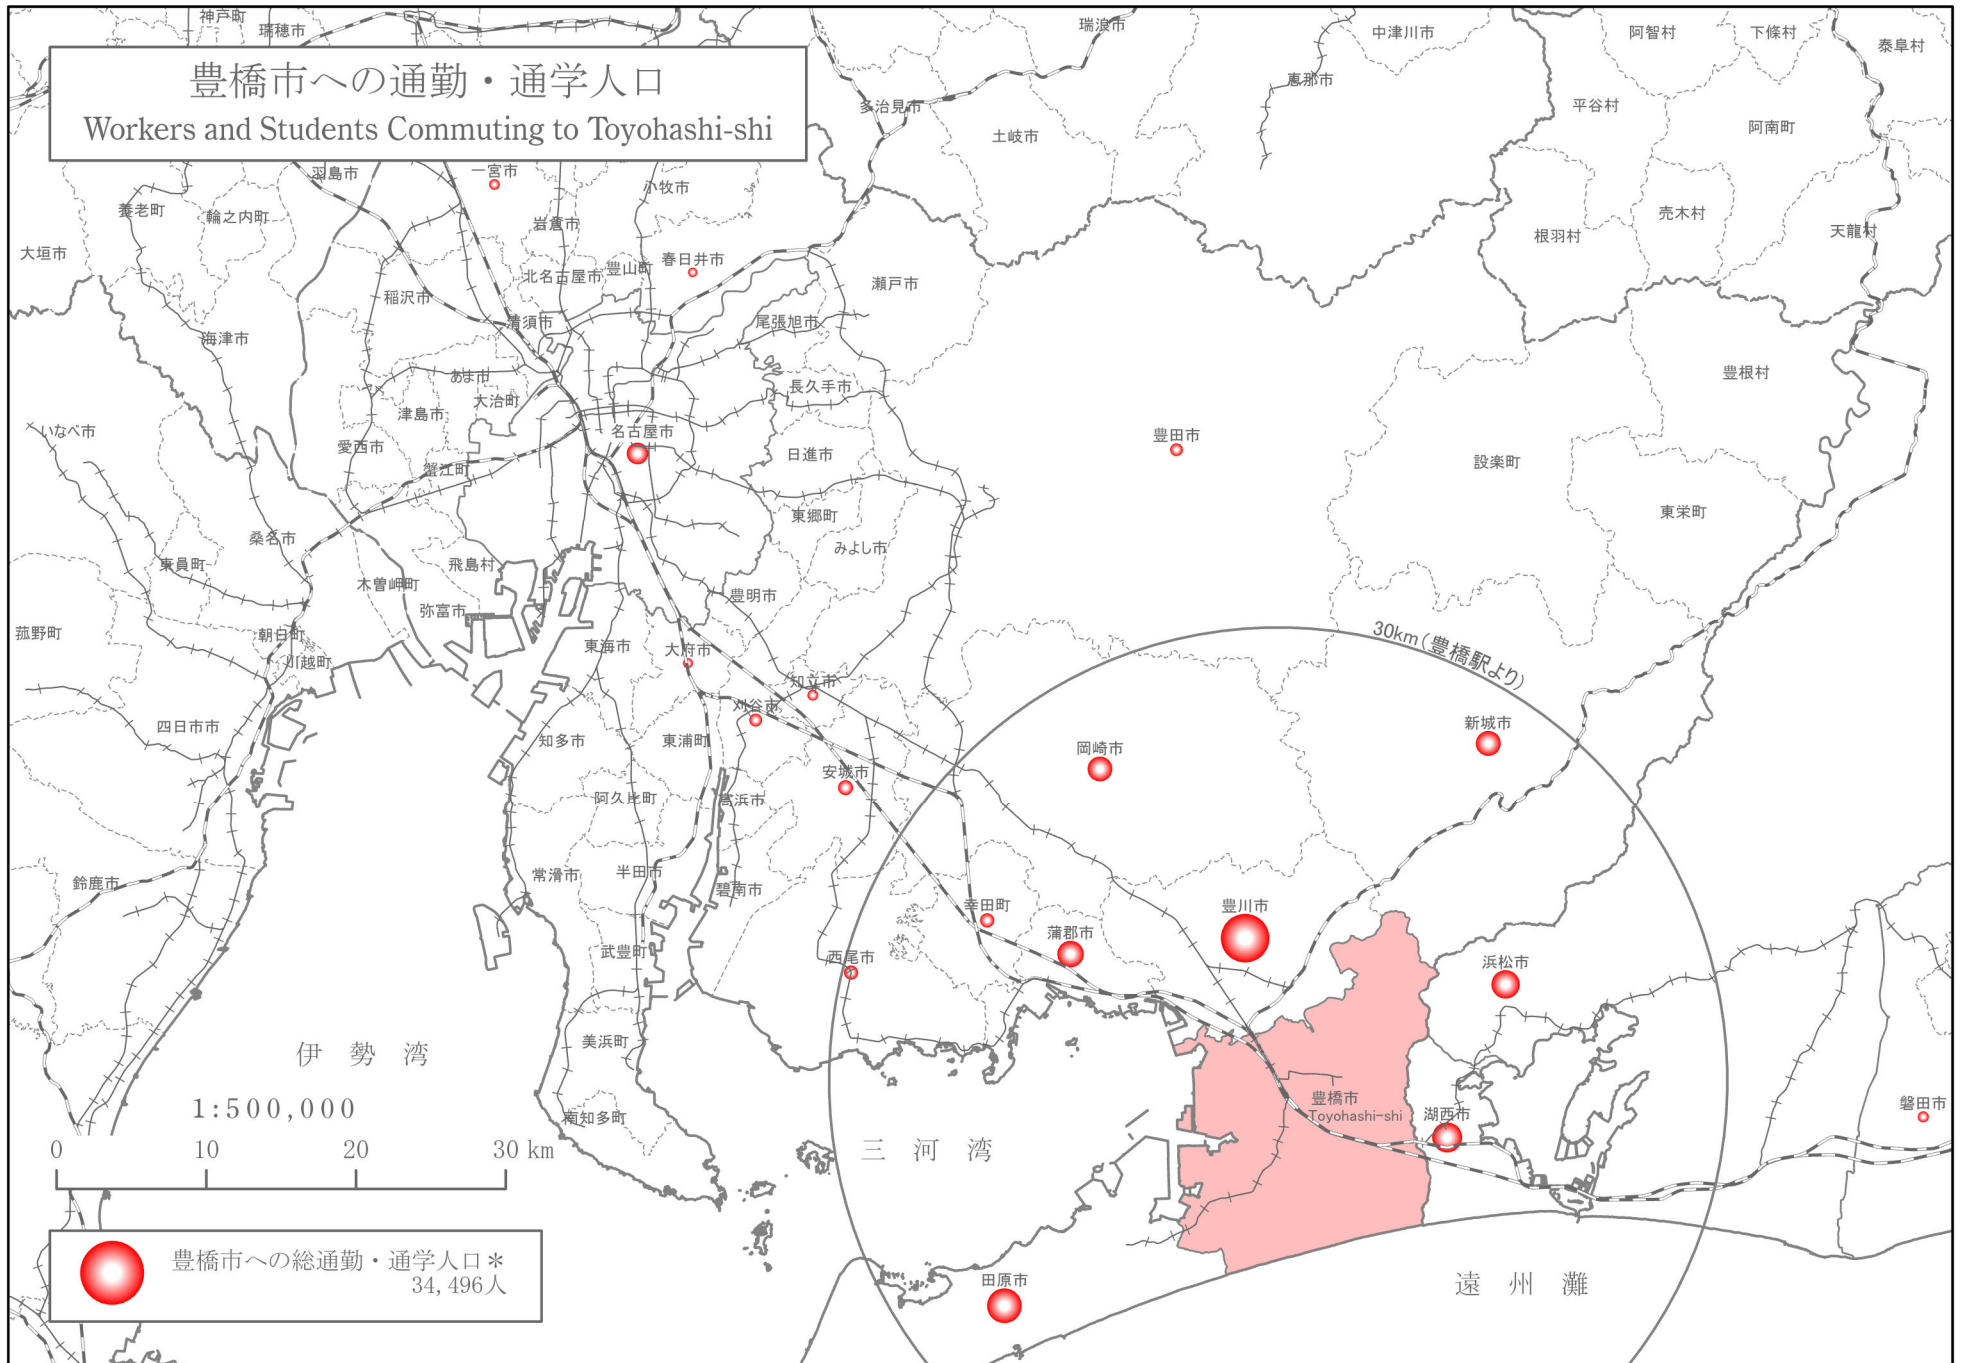 神戸町
瑞穂市
瑞浪市
中津川市
阿智村
下條村
泰阜村
豊橋市への通勤・通学人口
Workers and Students Commuting to Toyohashi-shi
恵那市
多治見市
平谷村
土岐市
阿南町
羽島市
一宮市
小牧市
養老町
輪之内町
岩倉市
売木村
天龍村
根羽村
大垣市
北名古屋市
豊山町
春日井市
瀬戸市
稲沢市
清須市
尾張旭市
海津市
あま市
大治町
長久手市
豊根村
津島市
いなべ市
愛西市
名古屋市
豊田市
蟹江町
日進市
設楽町
東郷町
東栄町
桑名市
みよし市
東員町
飛島村
木曽岬町
弥富市
豊明市
菰野町
朝日町
川越町
東海市
大府市
30km(豊橋駅より)
知立市
刈谷市
四日市市
知多市
東浦町
新城市
岡崎市
安城市
阿久比町
高浜市
鈴鹿市
常滑市
半田市
碧南市
幸田町
豊川市
蒲郡市
武豊町
西尾市
浜松市
美浜町
伊勢湾
1:500,000
南知多町
豊橋市
Toyohashi-shi
湖西市
磐田市
0 10 20 30 km
三河湾
豊橋市への総通勤・通学人口＊
34,496人
田原市
遠州灘